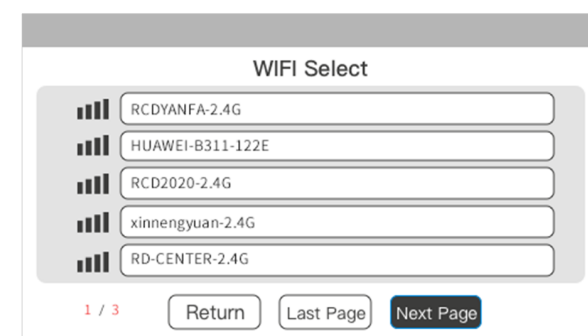 WIFI Select
RCDYANFA-2.4G
HUAWEI-B311-122E
RCD2020-2.4G
xinnengyuan-2.4G
RD-CENTER-2.4G
1 / 3 Return Last Page Next Page